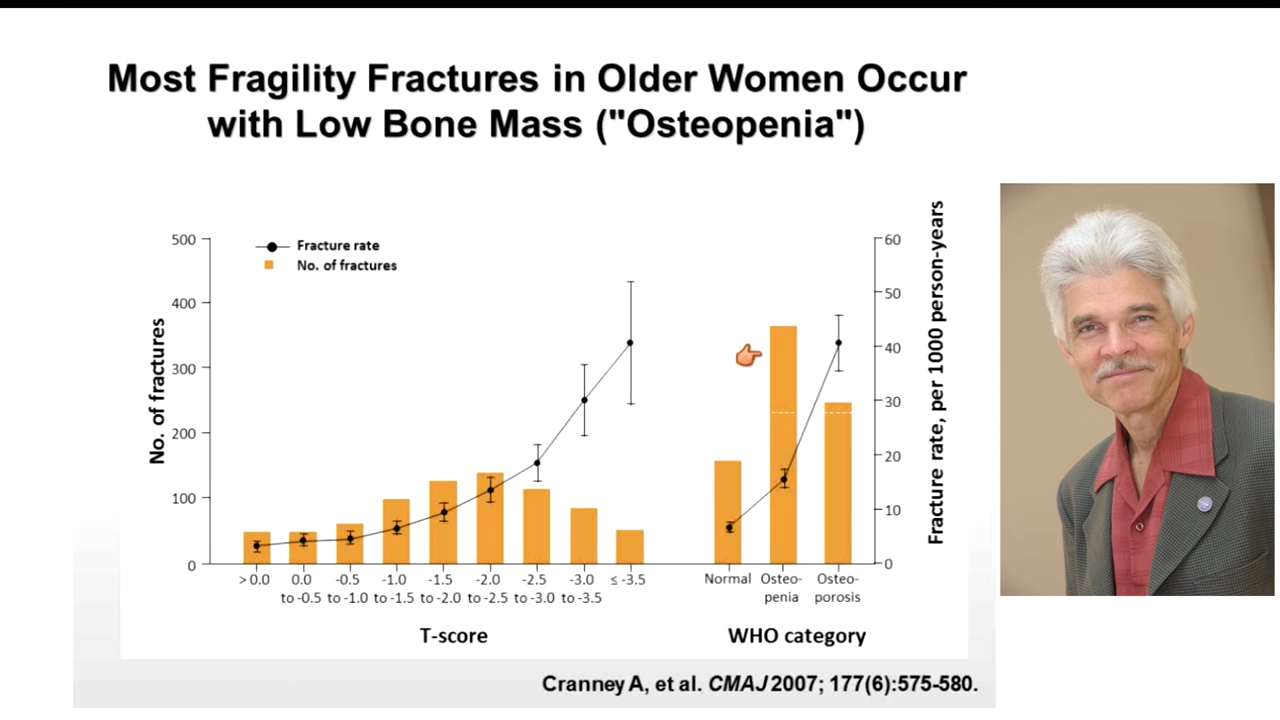 Most Fragility Fractures in Older Women Occur
with Low Bone Mass ("Osteopenia")
Fracture rate
No. of fractures
No. of fractures
500
400
300
200
100
0
60
50
40
30
20
10
0
Fracture rate, per 1000 person-years
> 0.0
0.0
to -0.5
-0.5
to -1.0
-1.0
to -1.5
-1.5
to -2.0
-2.0
to -2.5
-2.5
to -3.0
-3.0
to -3.5
≤ -3.5
Normal
Osteo-
penia
Osteo-
porosis
T-score
WHO category
Cranney A, et al. CMAJ 2007; 177(6):575-580.